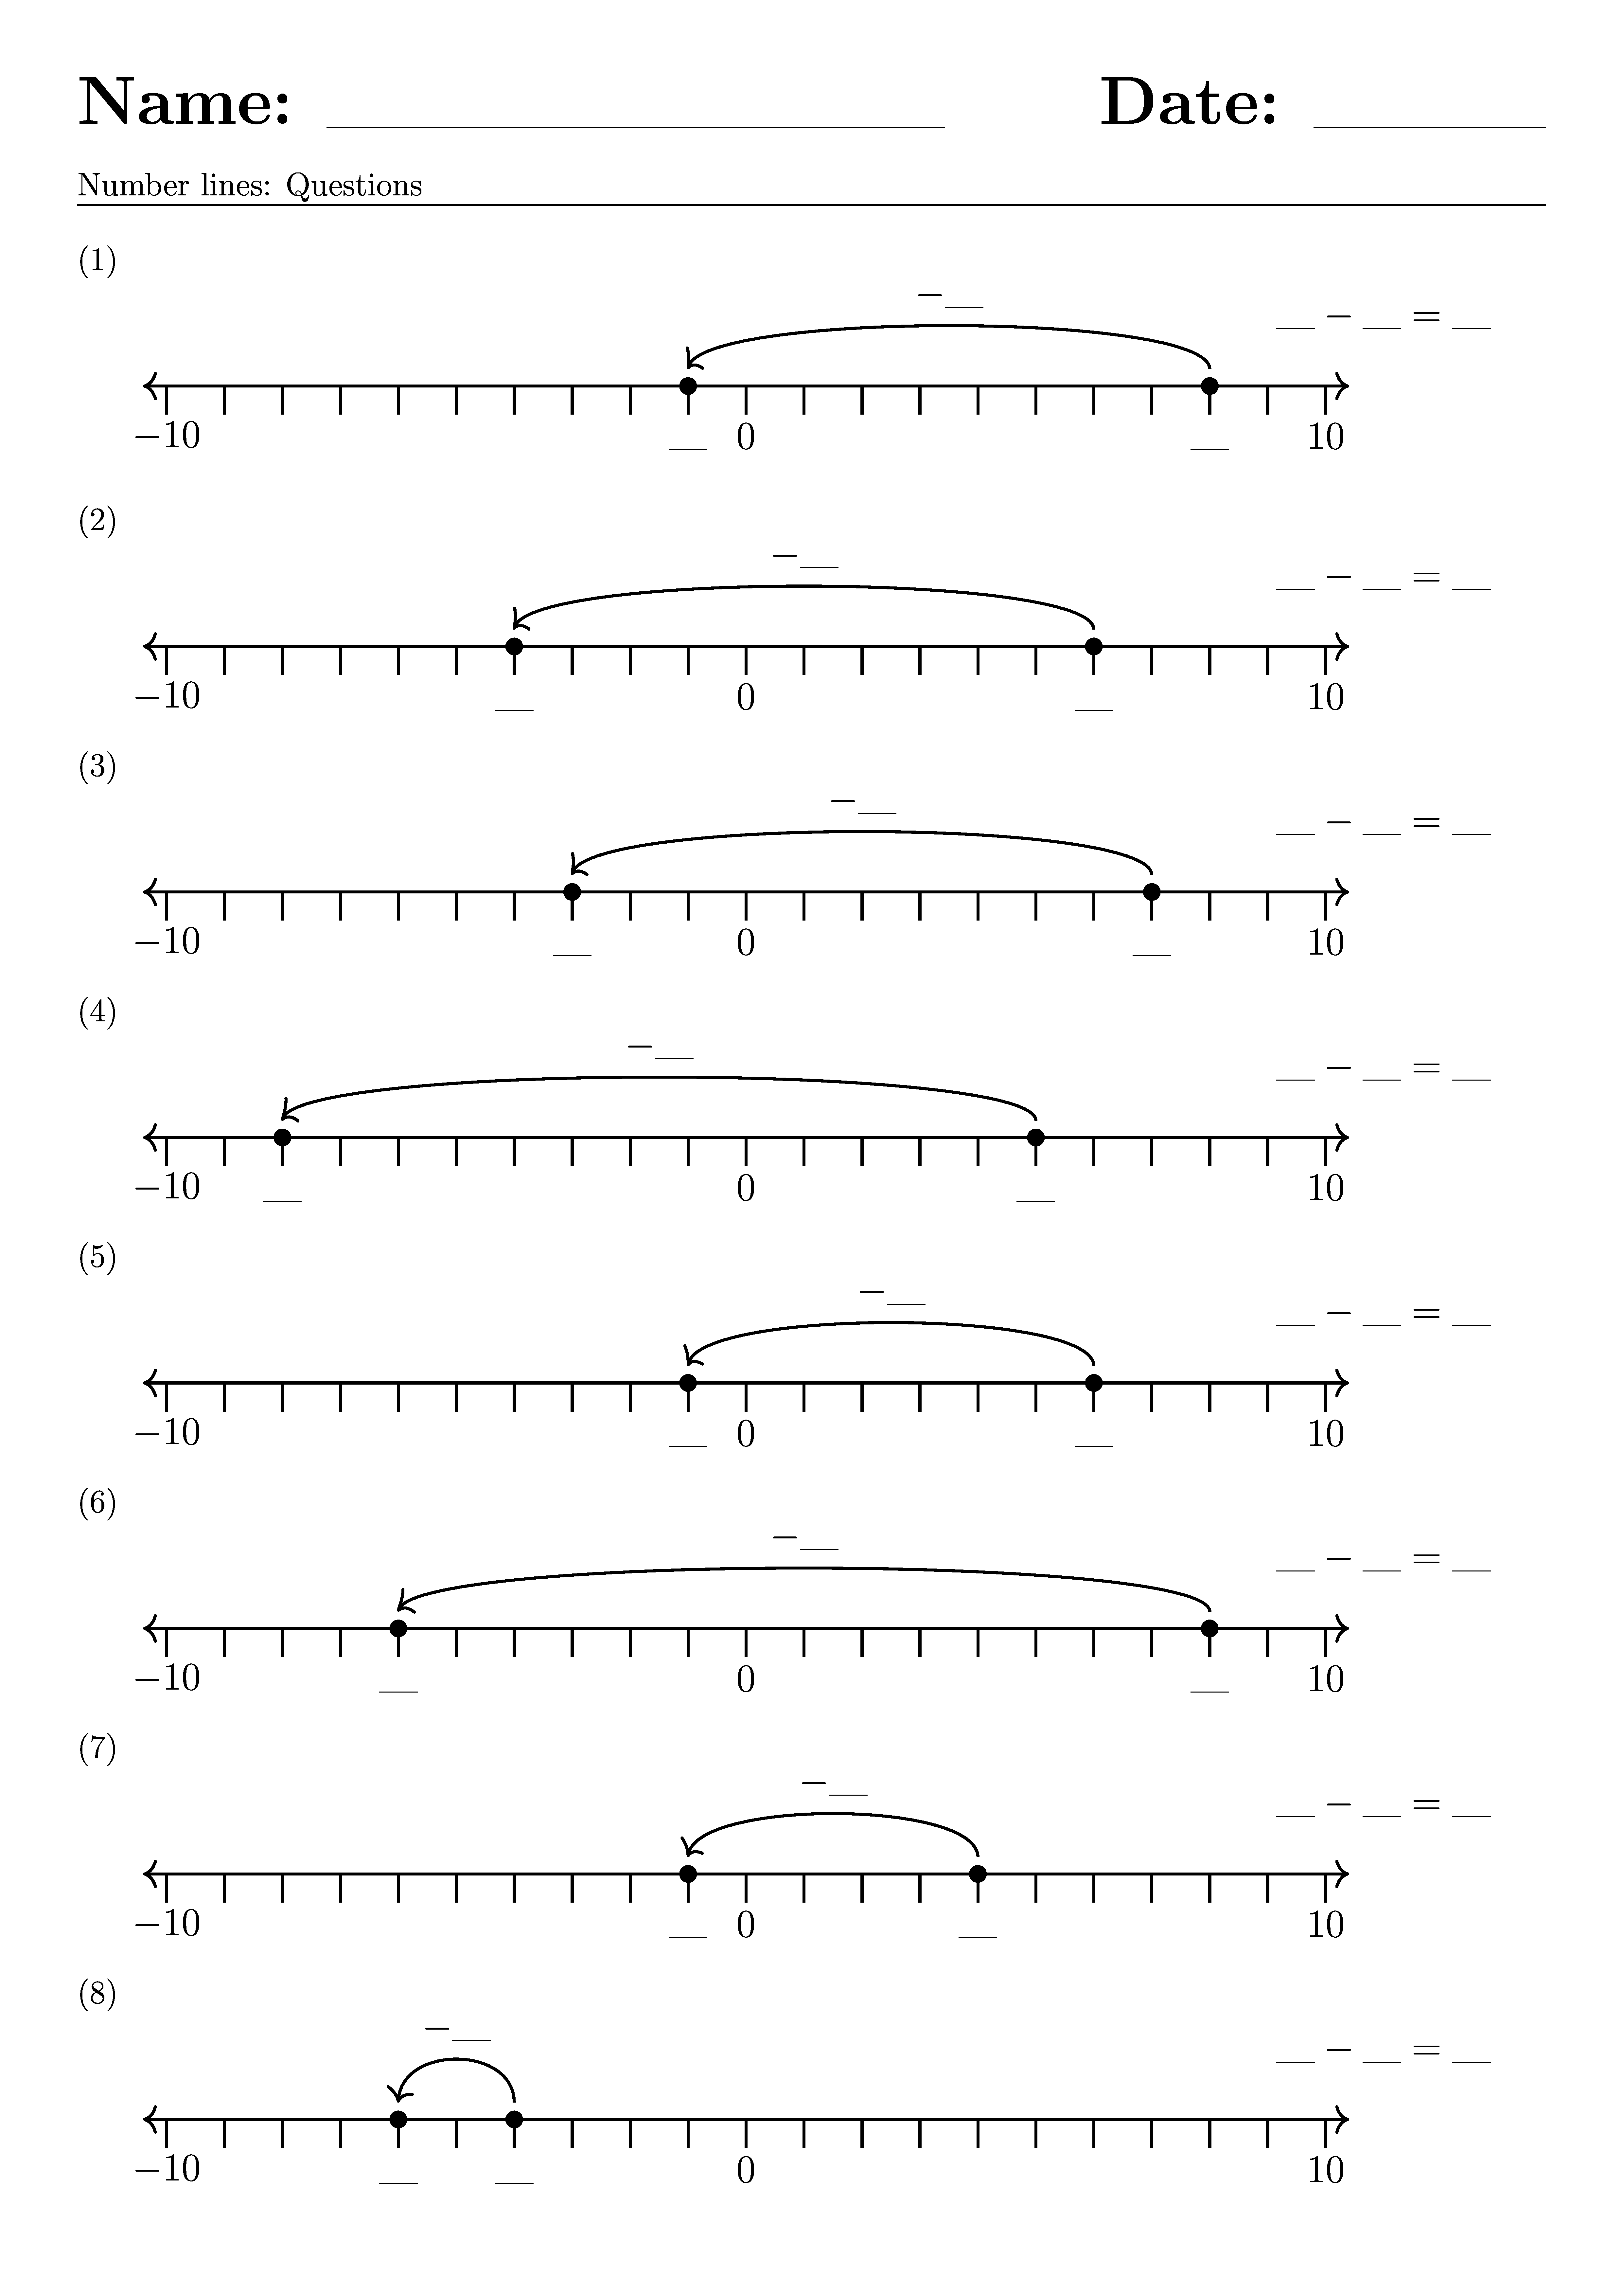 Name: ____ Date: ____
Number lines: Questions
(1)
−__
__ − __ = __
−10 __ 0 __ 10
(2)
−__
__ − __ = __
−10 __ 0 __ 10
(3)
−__
__ − __ = __
−10 __ 0 __ 10
(4)
−__
__ − __ = __
−10 __ 0 __ 10
(5)
−__
__ − __ = __
−10 __ 0 __ 10
(6)
−__
__ − __ = __
−10 __ 0 __ 10
(7)
−__
__ − __ = __
−10 __ 0 __ 10
(8)
−__
__ − __ = __
−10 __ __ 0 10